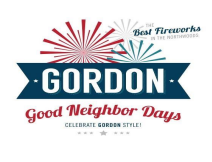 THE
Best Fireworks
IN THE NORTHWOODS
GORDON
Good Neighbor Days
CELEBRATE GORDON STYLE!